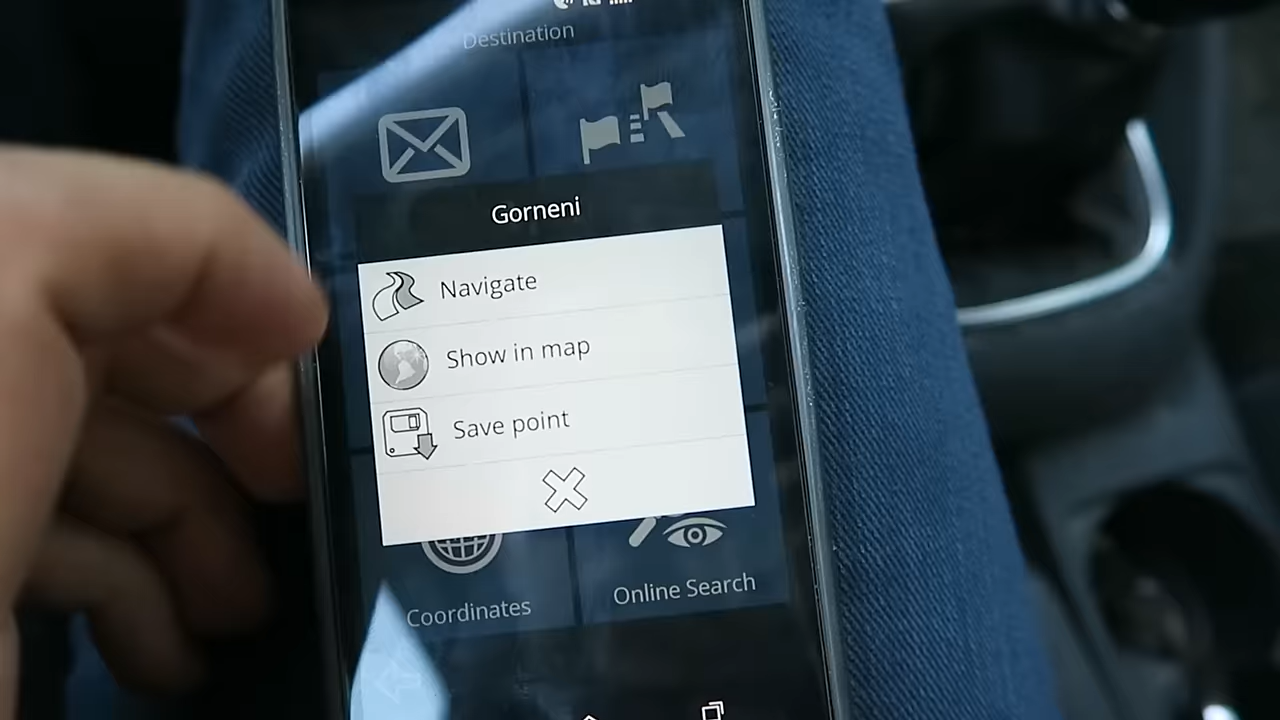 Destination
Gorneni
Navigate
Show in map
Save point
Coordinates
Online Search